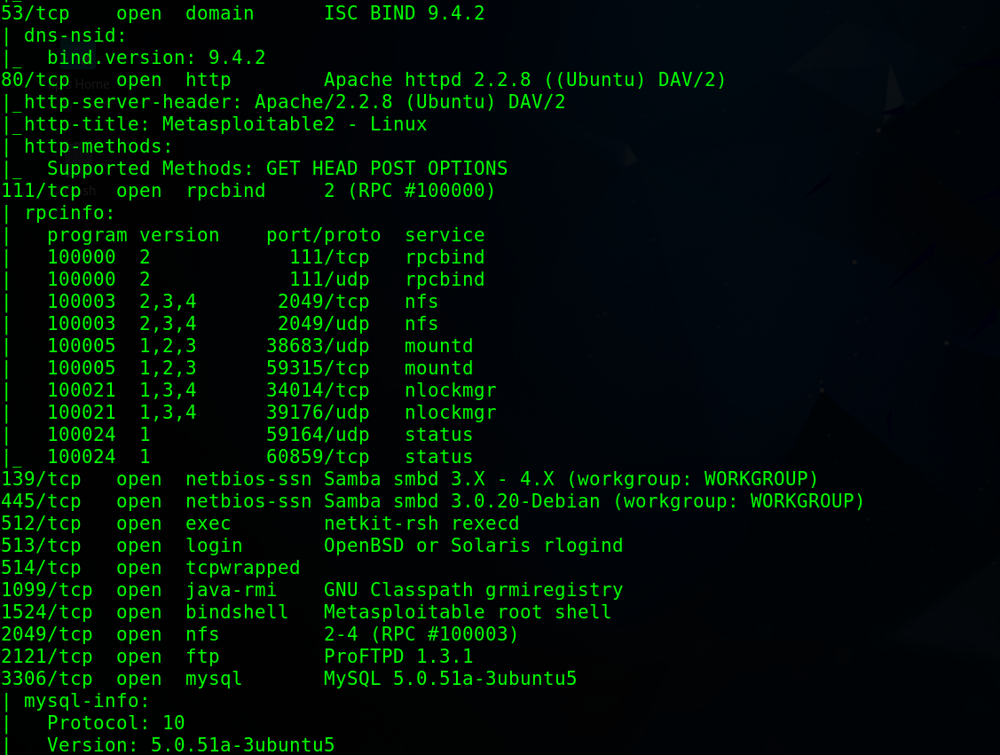 53/tcp    open  domain      ISC BIND 9.4.2
| dns-nsid:
|_  bind.version: 9.4.2
80/tcp    open  http        Apache httpd 2.2.8 ((Ubuntu) DAV/2)
Home
|_http-server-header: Apache/2.2.8 (Ubuntu) DAV/2
|_http-title: Metasploitable2 - Linux
| http-methods:
|_  Supported Methods: GET HEAD POST OPTIONS
111/tcp   open  rpcbind     2 (RPC #100000)
| rpcinfo:
|   program version    port/proto  service
|   100000  2            111/tcp   rpcbind
|   100000  2            111/udp   rpcbind
|   100003  2,3,4       2049/tcp   nfs
|   100003  2,3,4       2049/udp   nfs
|   100005  1,2,3      38683/udp   mountd
|   100005  1,2,3      59315/tcp   mountd
|   100021  1,3,4      34014/tcp   nlockmgr
|   100021  1,3,4      39176/udp   nlockmgr
|   100024  1          59164/udp   status
|_  100024  1          60859/tcp   status
139/tcp   open  netbios-ssn Samba smbd 3.X - 4.X (workgroup: WORKGROUP)
445/tcp   open  netbios-ssn Samba smbd 3.0.20-Debian (workgroup: WORKGROUP)
512/tcp   open  exec        netkit-rsh rexecd
513/tcp   open  login       OpenBSD or Solaris rlogind
514/tcp   open  tcpwrapped
1099/tcp  open  java-rmi    GNU Classpath grmiregistry
1524/tcp  open  bindshell   Metasploitable root shell
2049/tcp  open  nfs         2-4 (RPC #100003)
2121/tcp  open  ftp         ProFTPD 1.3.1
3306/tcp  open  mysql       MySQL 5.0.51a-3ubuntu5
| mysql-info:
|   Protocol: 10
|   Version: 5.0.51a-3ubuntu5